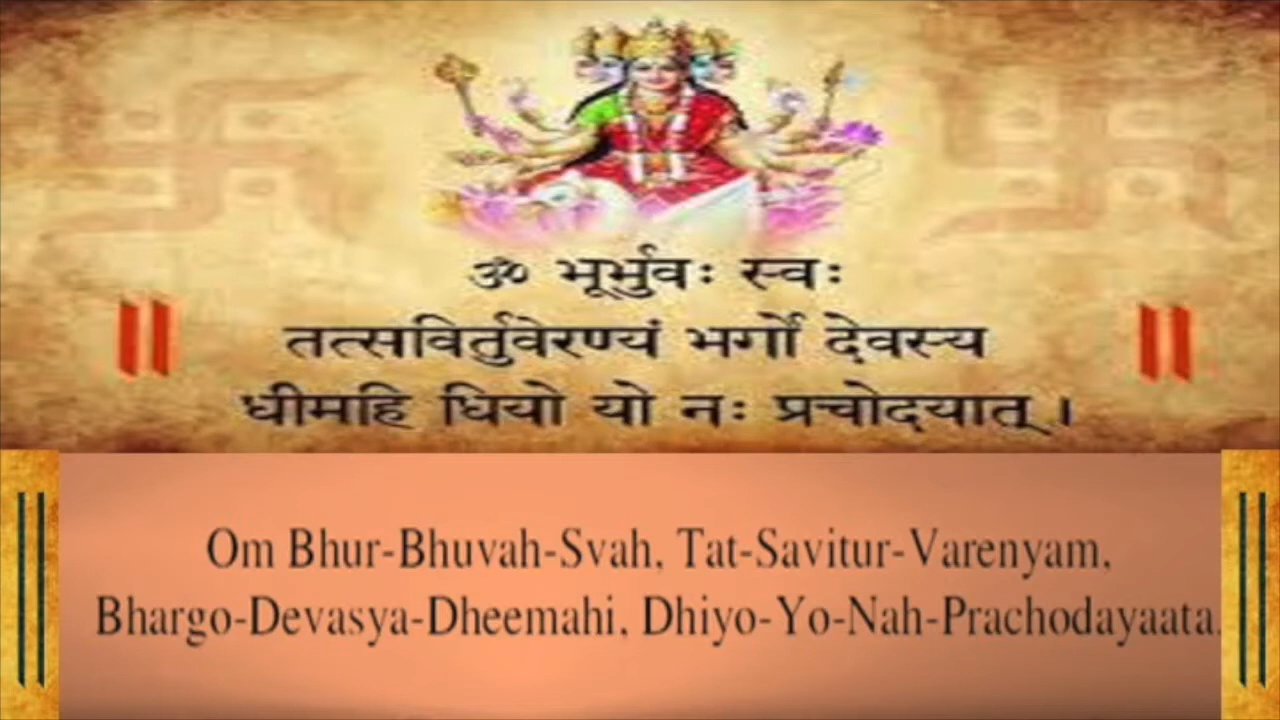 ॐ भूर्भुवः स्वः
॥ तत्सवितुर्वेरण्यं भर्गो देवस्य ॥
धीमहि धियो यो नः प्रचोदयात् ।
Om Bhur-Bhuvah-Svah, Tat-Savitur-Varenyam,
॥ Bhargo-Devasya-Dheemahi, Dhiyo-Yo-Nah-Prachodayaata. ॥